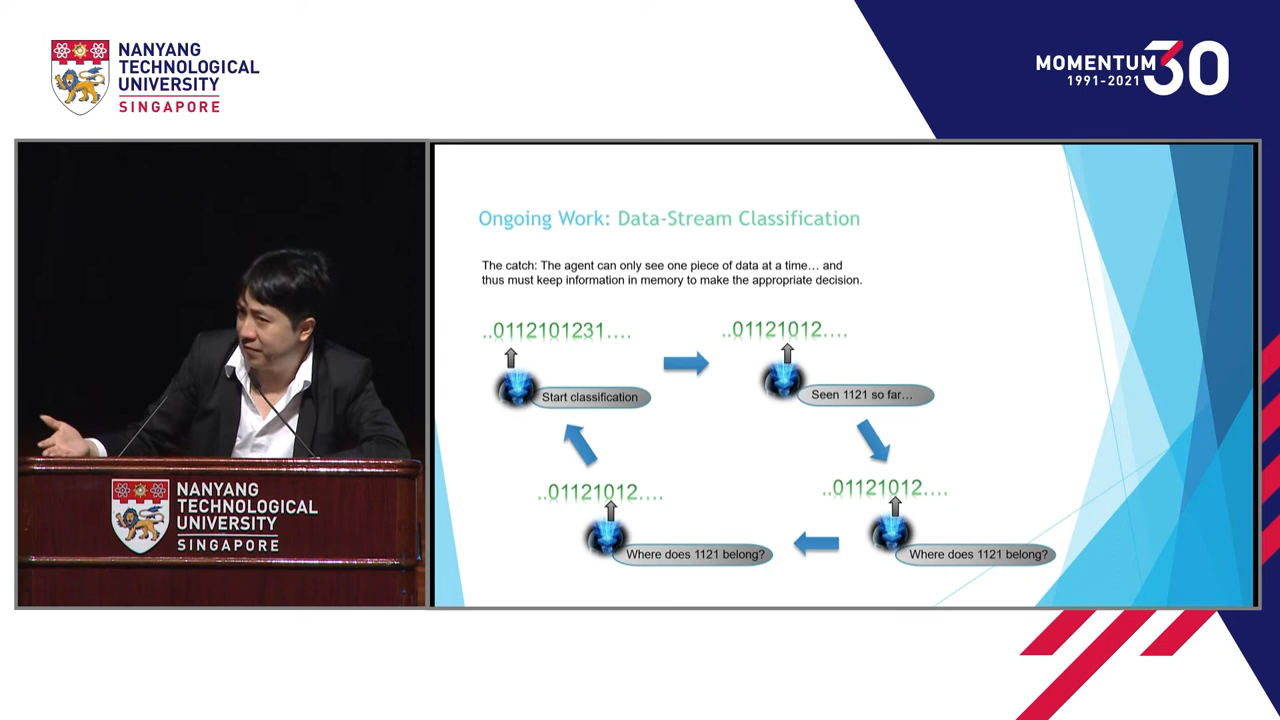 NANYANG
TECHNOLOGICAL
UNIVERSITY
SINGAPORE
MOMENTUM 30
1991-2021
Ongoing Work: Data-Stream Classification
The catch: The agent can only see one piece of data at a time… and
thus must keep information in memory to make the appropriate decision.
..0112101231….
..01121012….
Start classification
Seen 1121 so far…
..01121012….
..01121012….
Where does 1121 belong?
Where does 1121 belong?
NANYANG
TECHNOLOGICAL
UNIVERSITY
SINGAPORE